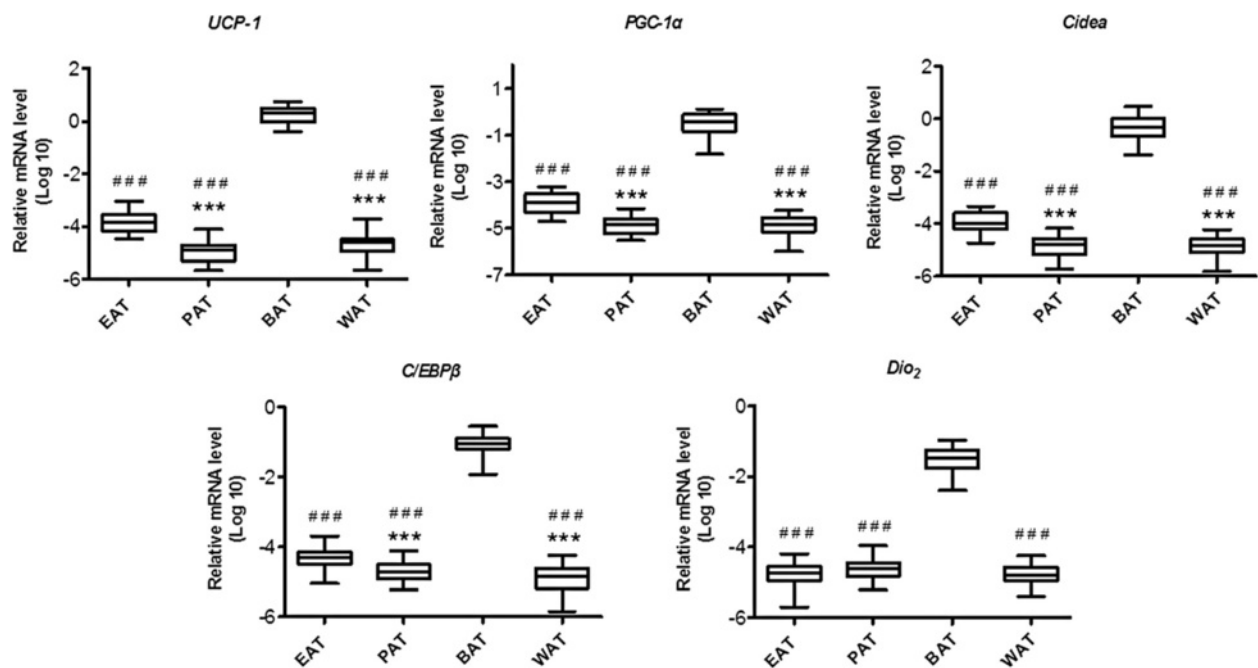 UCP-1
Relative mRNA level
(Log 10)
2
0
-2
-4
-6
###
###
***
###
***
EAT
PAT
BAT
WAT
PGC-1α
Relative mRNA level
(Log 10)
-1
-3
-5
-7
###
###
***
###
***
EAT
PAT
BAT
WAT
Cidea
Relative mRNA level
(Log 10)
2
0
-2
-4
-6
###
###
***
###
***
EAT
PAT
BAT
WAT
C/EBPβ
Relative mRNA level
(Log 10)
0
-2
-4
-6
###
###
***
###
***
EAT
PAT
BAT
WAT
Dio₂
Relative mRNA level
(Log 10)
0
-2
-4
-6
###
###
###
EAT
PAT
BAT
WAT